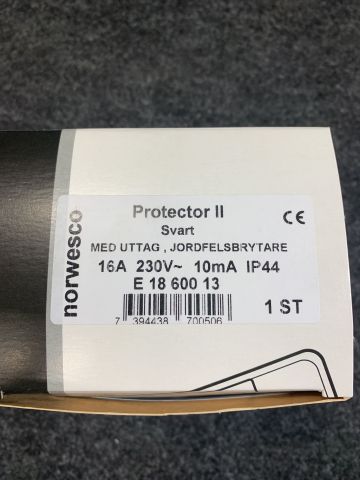 norwesco
Protector II
Svart
CE
MED UTTAG , JORDFELSBRYTARE
16A 230V~ 10mA IP44
E 18 600 13
7 394438 700506
1 ST